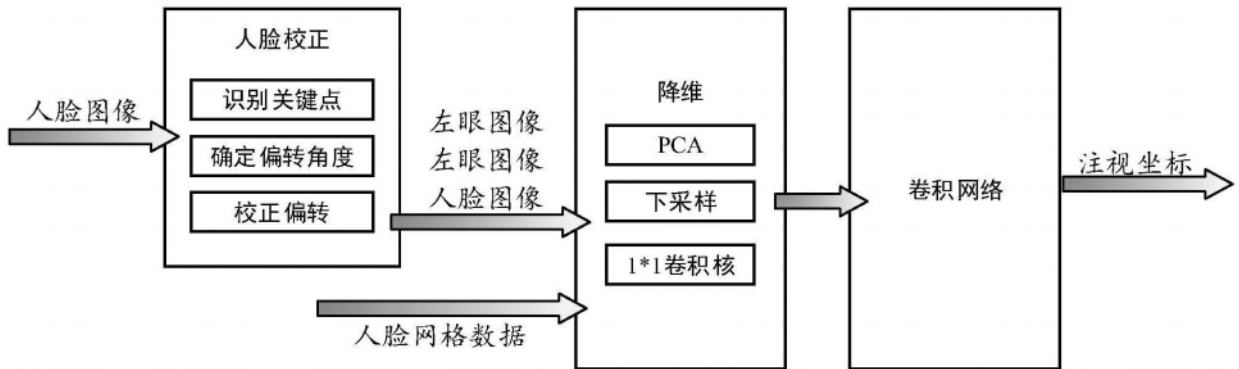 人脸图像
人脸校正
识别关键点
确定偏转角度
校正偏转
左眼图像
左眼图像
人脸图像
人脸网格数据
降维
PCA
下采样
1*1卷积核
卷积网络
注视坐标